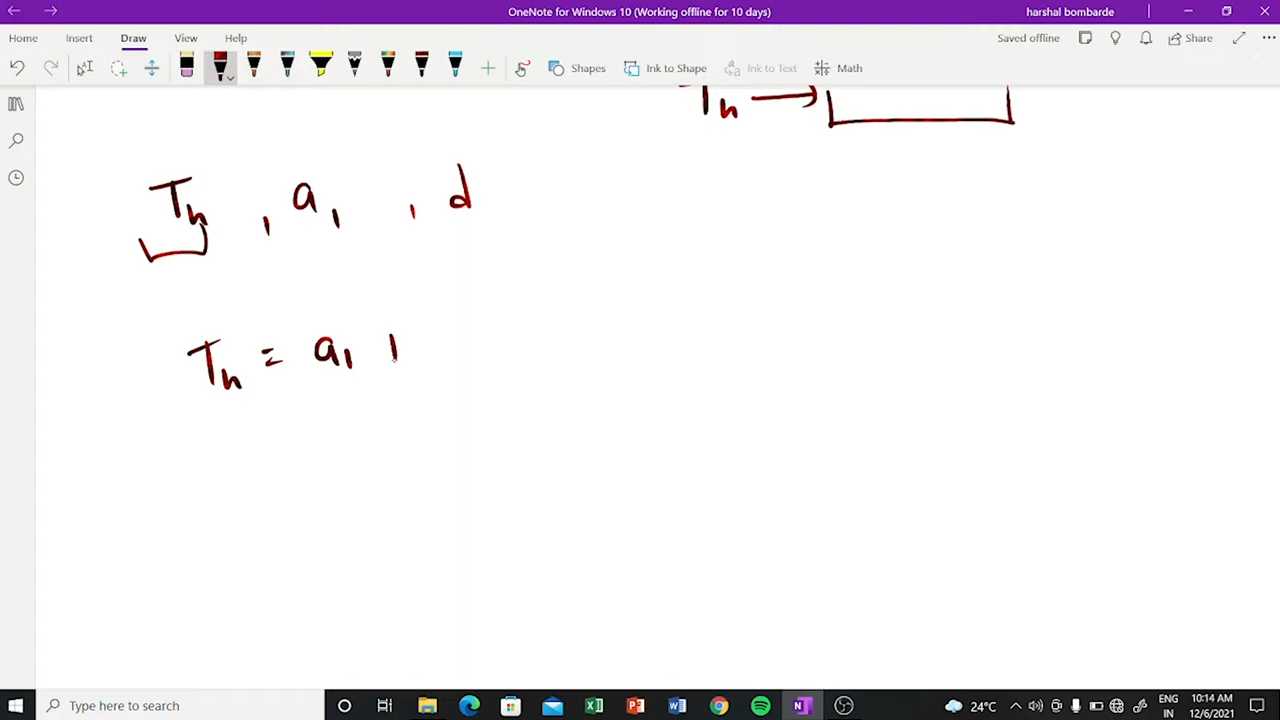 OneNote for Windows 10 (Working offline for 10 days)
harshal bombarde
Home Insert Draw View Help
Saved offline
Share
Shapes
Ink to Shape
Ink to Text
Math
Tn →
Tn , a1 , d
Tn = a1 1
Type here to search
24°C
ENG
IN
10:14 AM
12/6/2021